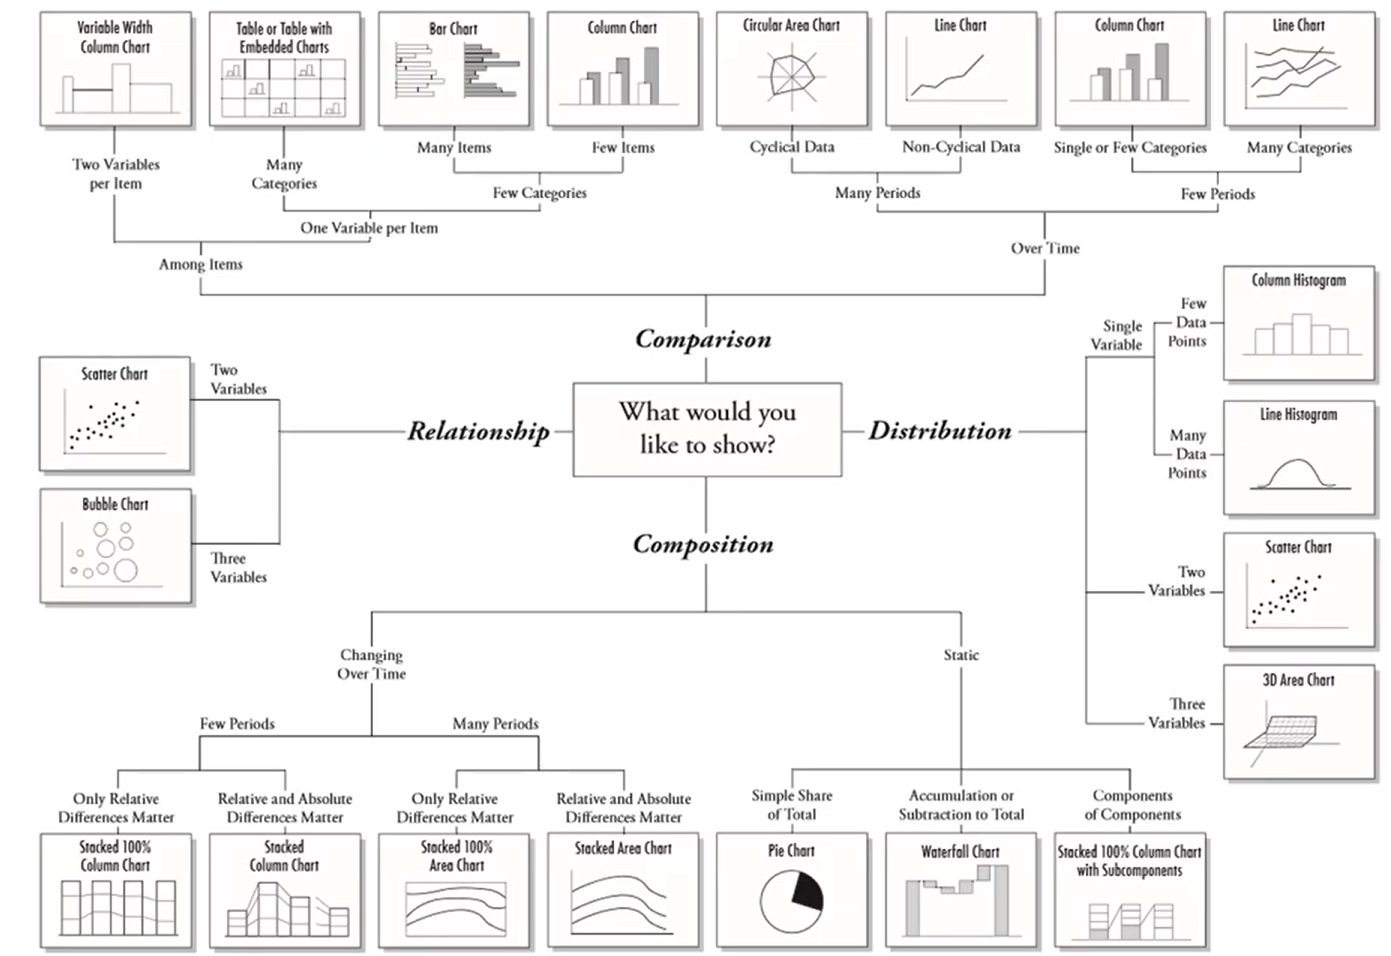 Variable Width
Column Chart
Table or Table with
Embedded Charts
Bar Chart
Column Chart
Circular Area Chart
Line Chart
Column Chart
Line Chart
Two Variables
per Item
Many
Categories
Many Items
Few Items
Cyclical Data
Non-Cyclical Data
Single or Few Categories
Many Categories
Few Categories
Many Periods
Few Periods
One Variable per Item
Among Items
Over Time
Comparison
What would you
like to show?
Relationship
Two
Variables
Scatter Chart
Bubble Chart
Three
Variables
Distribution
Single
Variable
Few
Data
Points
Column Histogram
Many
Data
Points
Line Histogram
Two
Variables
Scatter Chart
Three
Variables
3D Area Chart
Composition
Changing
Over Time
Static
Few Periods
Many Periods
Only Relative
Differences Matter
Relative and Absolute
Differences Matter
Only Relative
Differences Matter
Relative and Absolute
Differences Matter
Simple Share
of Total
Accumulation or
Subtraction to Total
Components
of Components
Stacked 100%
Column Chart
Stacked
Column Chart
Stacked 100%
Area Chart
Stacked Area Chart
Pie Chart
Waterfall Chart
Stacked 100% Column Chart
with Subcomponents